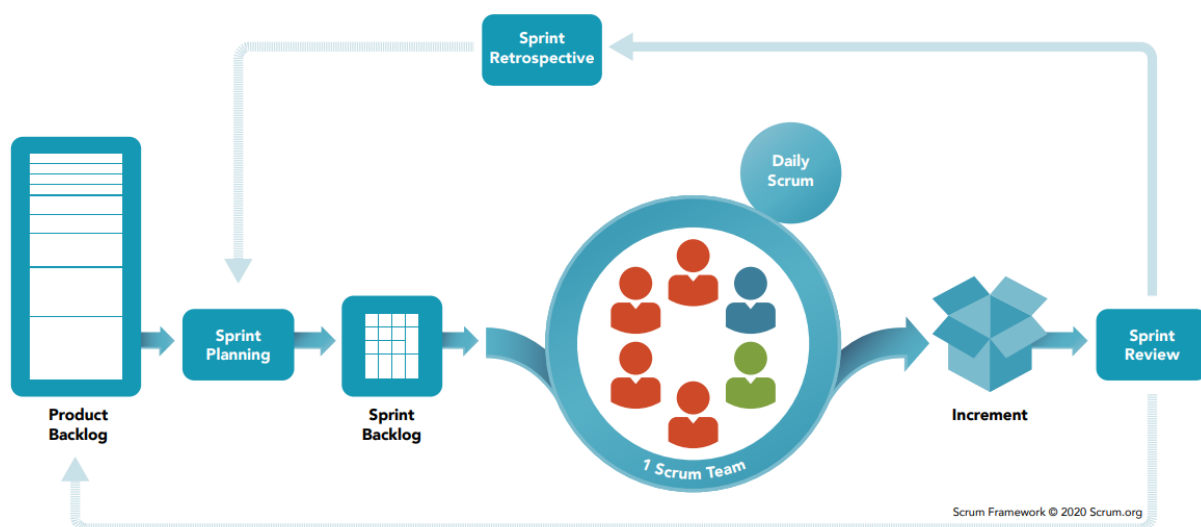 Sprint
Retrospective
Daily
Scrum
Sprint
Planning
Sprint
Review
Product
Backlog
Sprint
Backlog
Increment
1 Scrum Team
Scrum Framework © 2020 Scrum.org